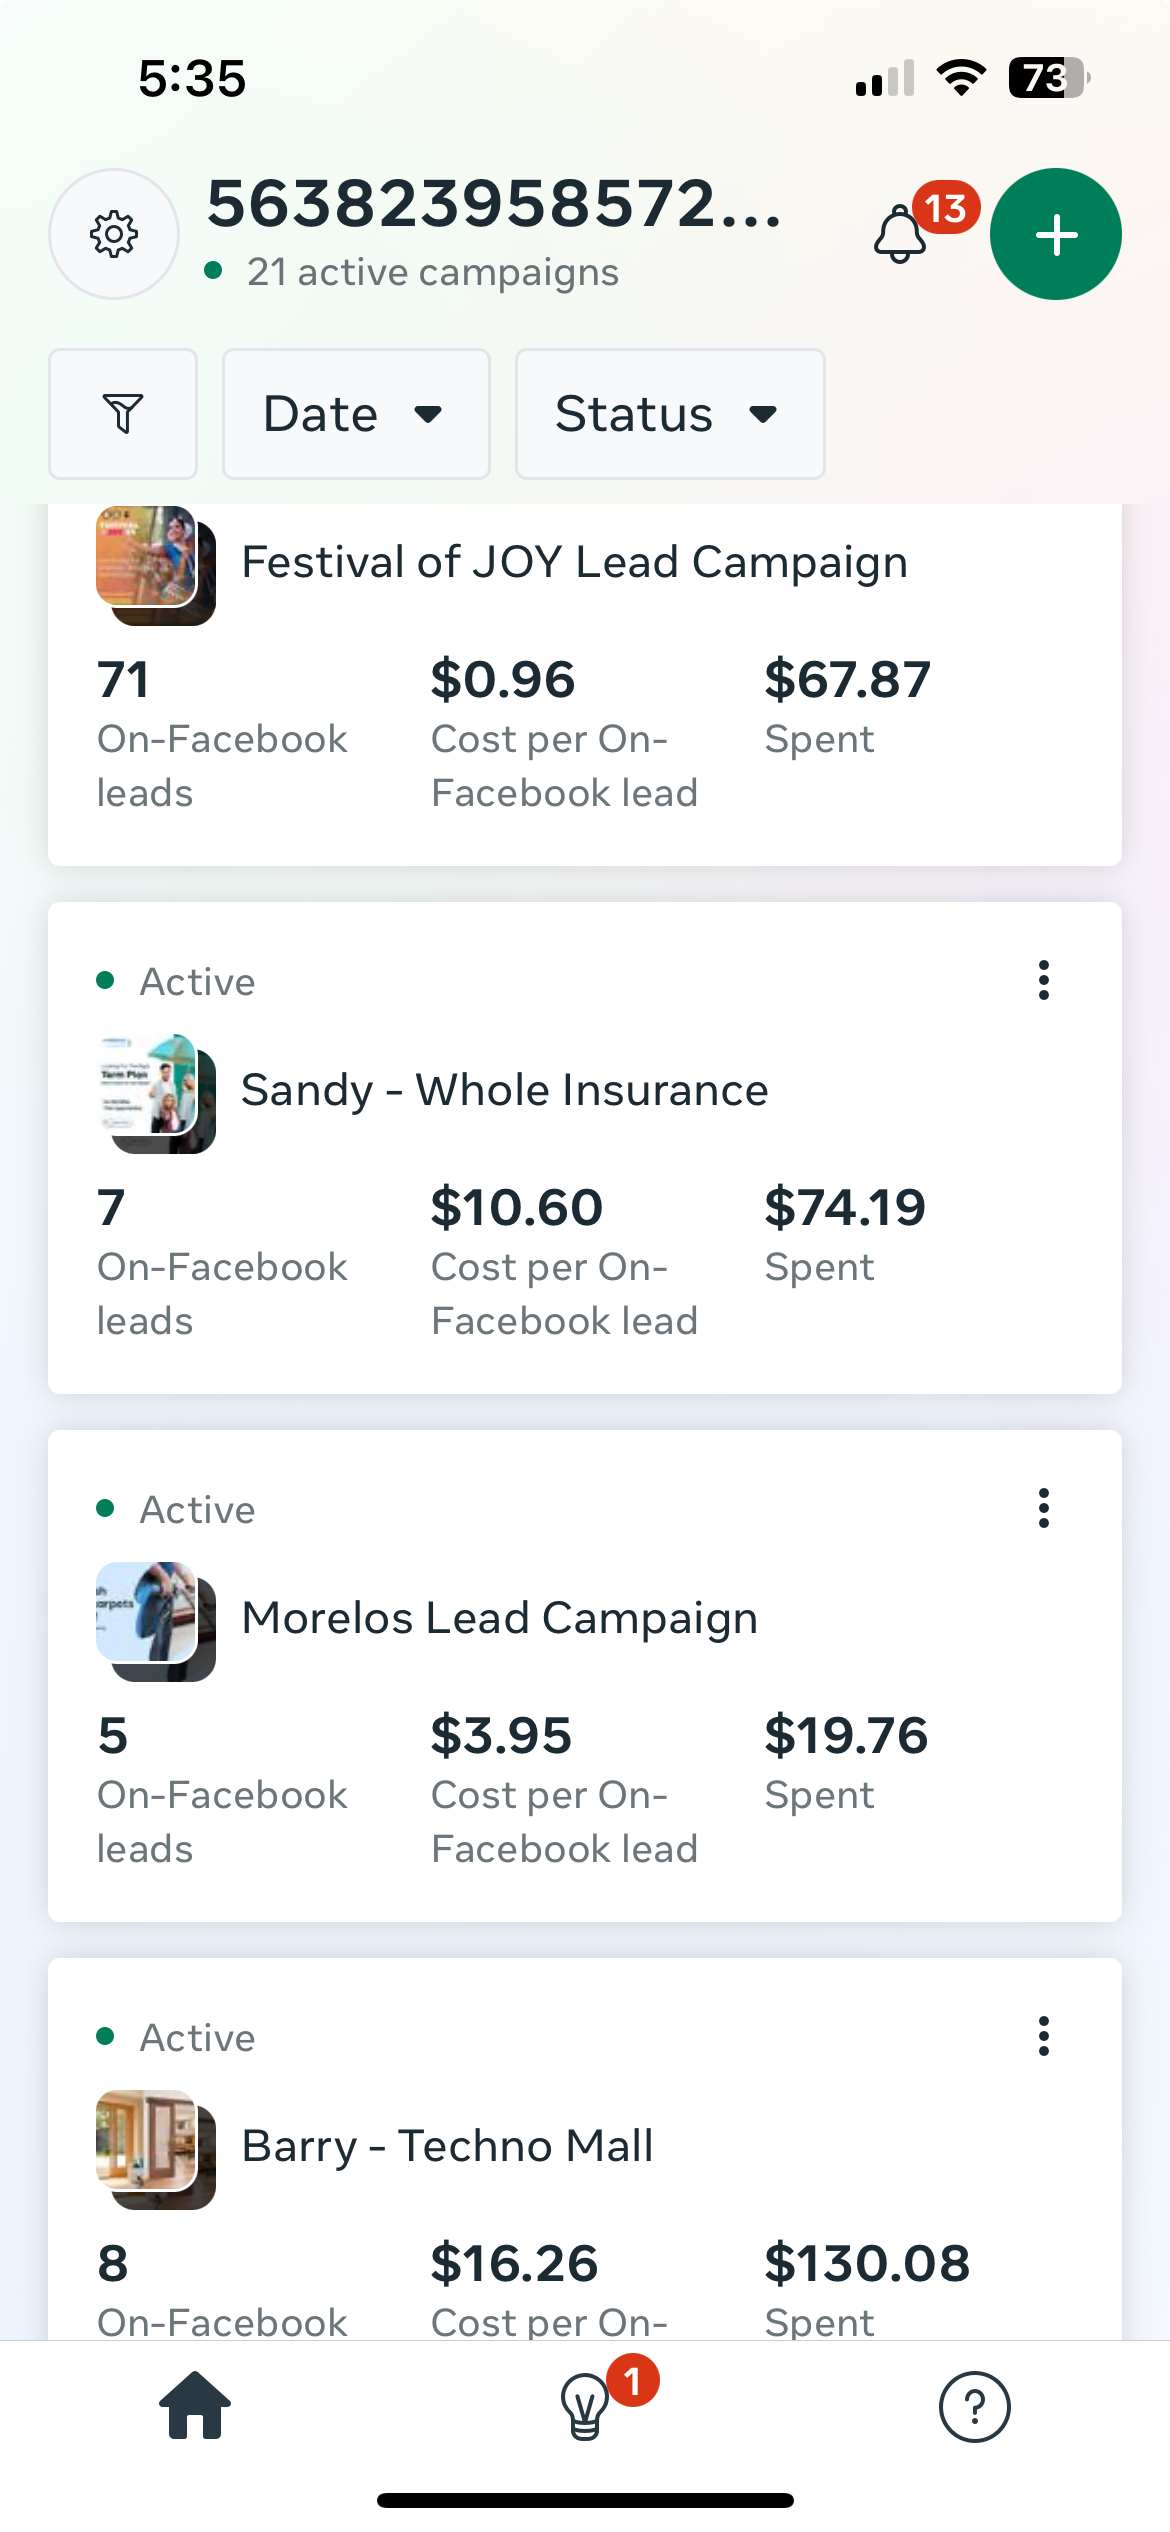 5:35
73
563823958572...
21 active campaigns
13
Date
Status
Festival of JOY Lead Campaign
71 $0.96 $67.87
On-Facebook Cost per On- Spent
leads Facebook lead
Active
Term Plan
Sandy - Whole Insurance
7 $10.60 $74.19
On-Facebook Cost per On- Spent
leads Facebook lead
Active
Morelos Lead Campaign
5 $3.95 $19.76
On-Facebook Cost per On- Spent
leads Facebook lead
Active
Barry - Techno Mall
8 $16.26 $130.08
On-Facebook Cost per On- Spent
1